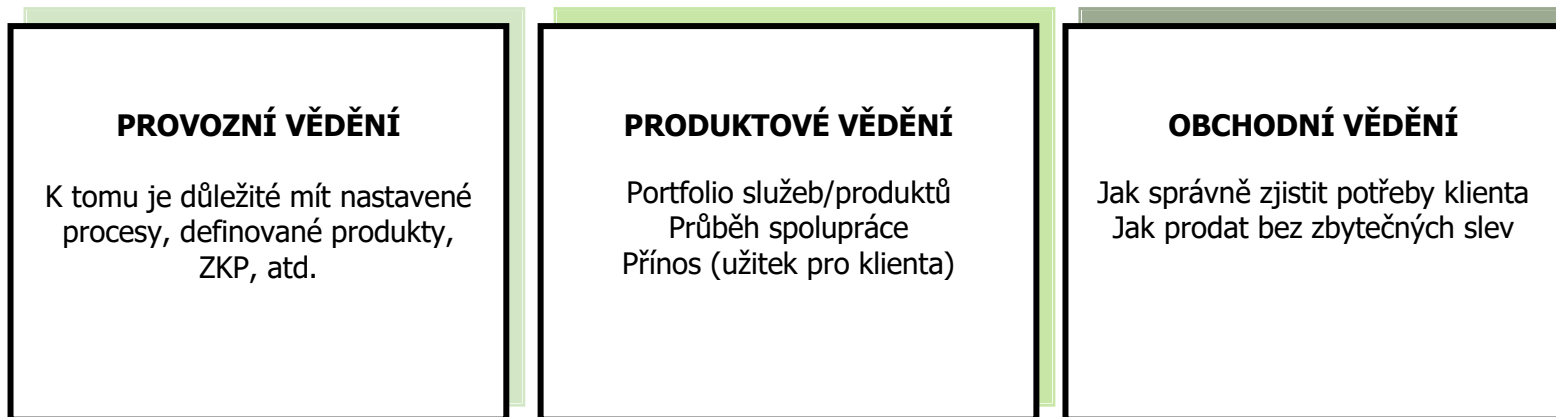 PROVOZNÍ VĚDĚNÍ
K tomu je důležité mít nastavené
procesy, definované produkty,
ZKP, atd.
PRODUKTOVÉ VĚDĚNÍ
Portfolio služeb/produktů
Průběh spolupráce
Přínos (užitek pro klienta)
OBCHODNÍ VĚDĚNÍ
Jak správně zjistit potřeby klienta
Jak prodat bez zbytečných slev